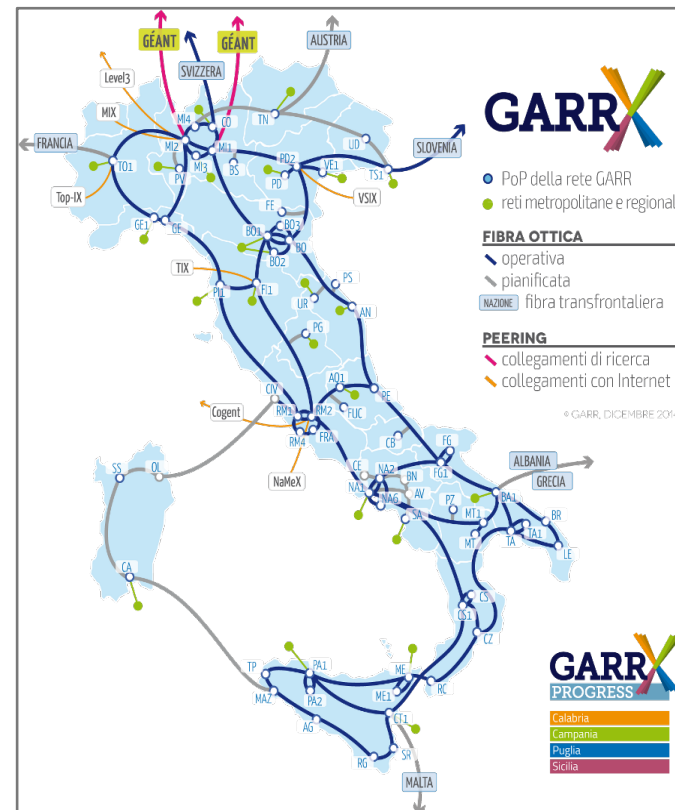 GÉANT
GÉANT
AUSTRIA
SVIZZERA
Level3
MIX
FRANCIA
SLOVENIA
Top-IX
VSIX
TIX
MI4
CO
TN
UD
MI2
MI1
MI3
BS
TO1
PV
PD2
PD
VE1
TS1
FE
GE1
GE
BO3
BO1
BO
BO2
PS
PI1
FI1
UR
AN
PG
AQ1
PE
CIV
RM1
RM2
FUC
Cogent
RM4
FRA
CB
FG
NaMeX
CE
NA2
BN
FG1
ALBANIA
GRECIA
NA1
NA6
AV
PZ
BA1
SA
MT1
BR
MT
TA
TA1
LE
SS
OL
CA
CS
CS1
CZ
TP
PA1
ME
RC
MAZ
PA2
ME1
AG
CT1
RG
SR
MALTA
GARR X
PoP della rete GARR
reti metropolitane e regional
FIBRA OTTICA
operativa
pianificata
NAZIONE fibra transfrontaliera
PEERING
collegamenti di ricerca
collegamenti con Internet
© GARR, DICEMBRE 201
GARR X
PROGRESS
Calabria
Campania
Puglia
Sicilia